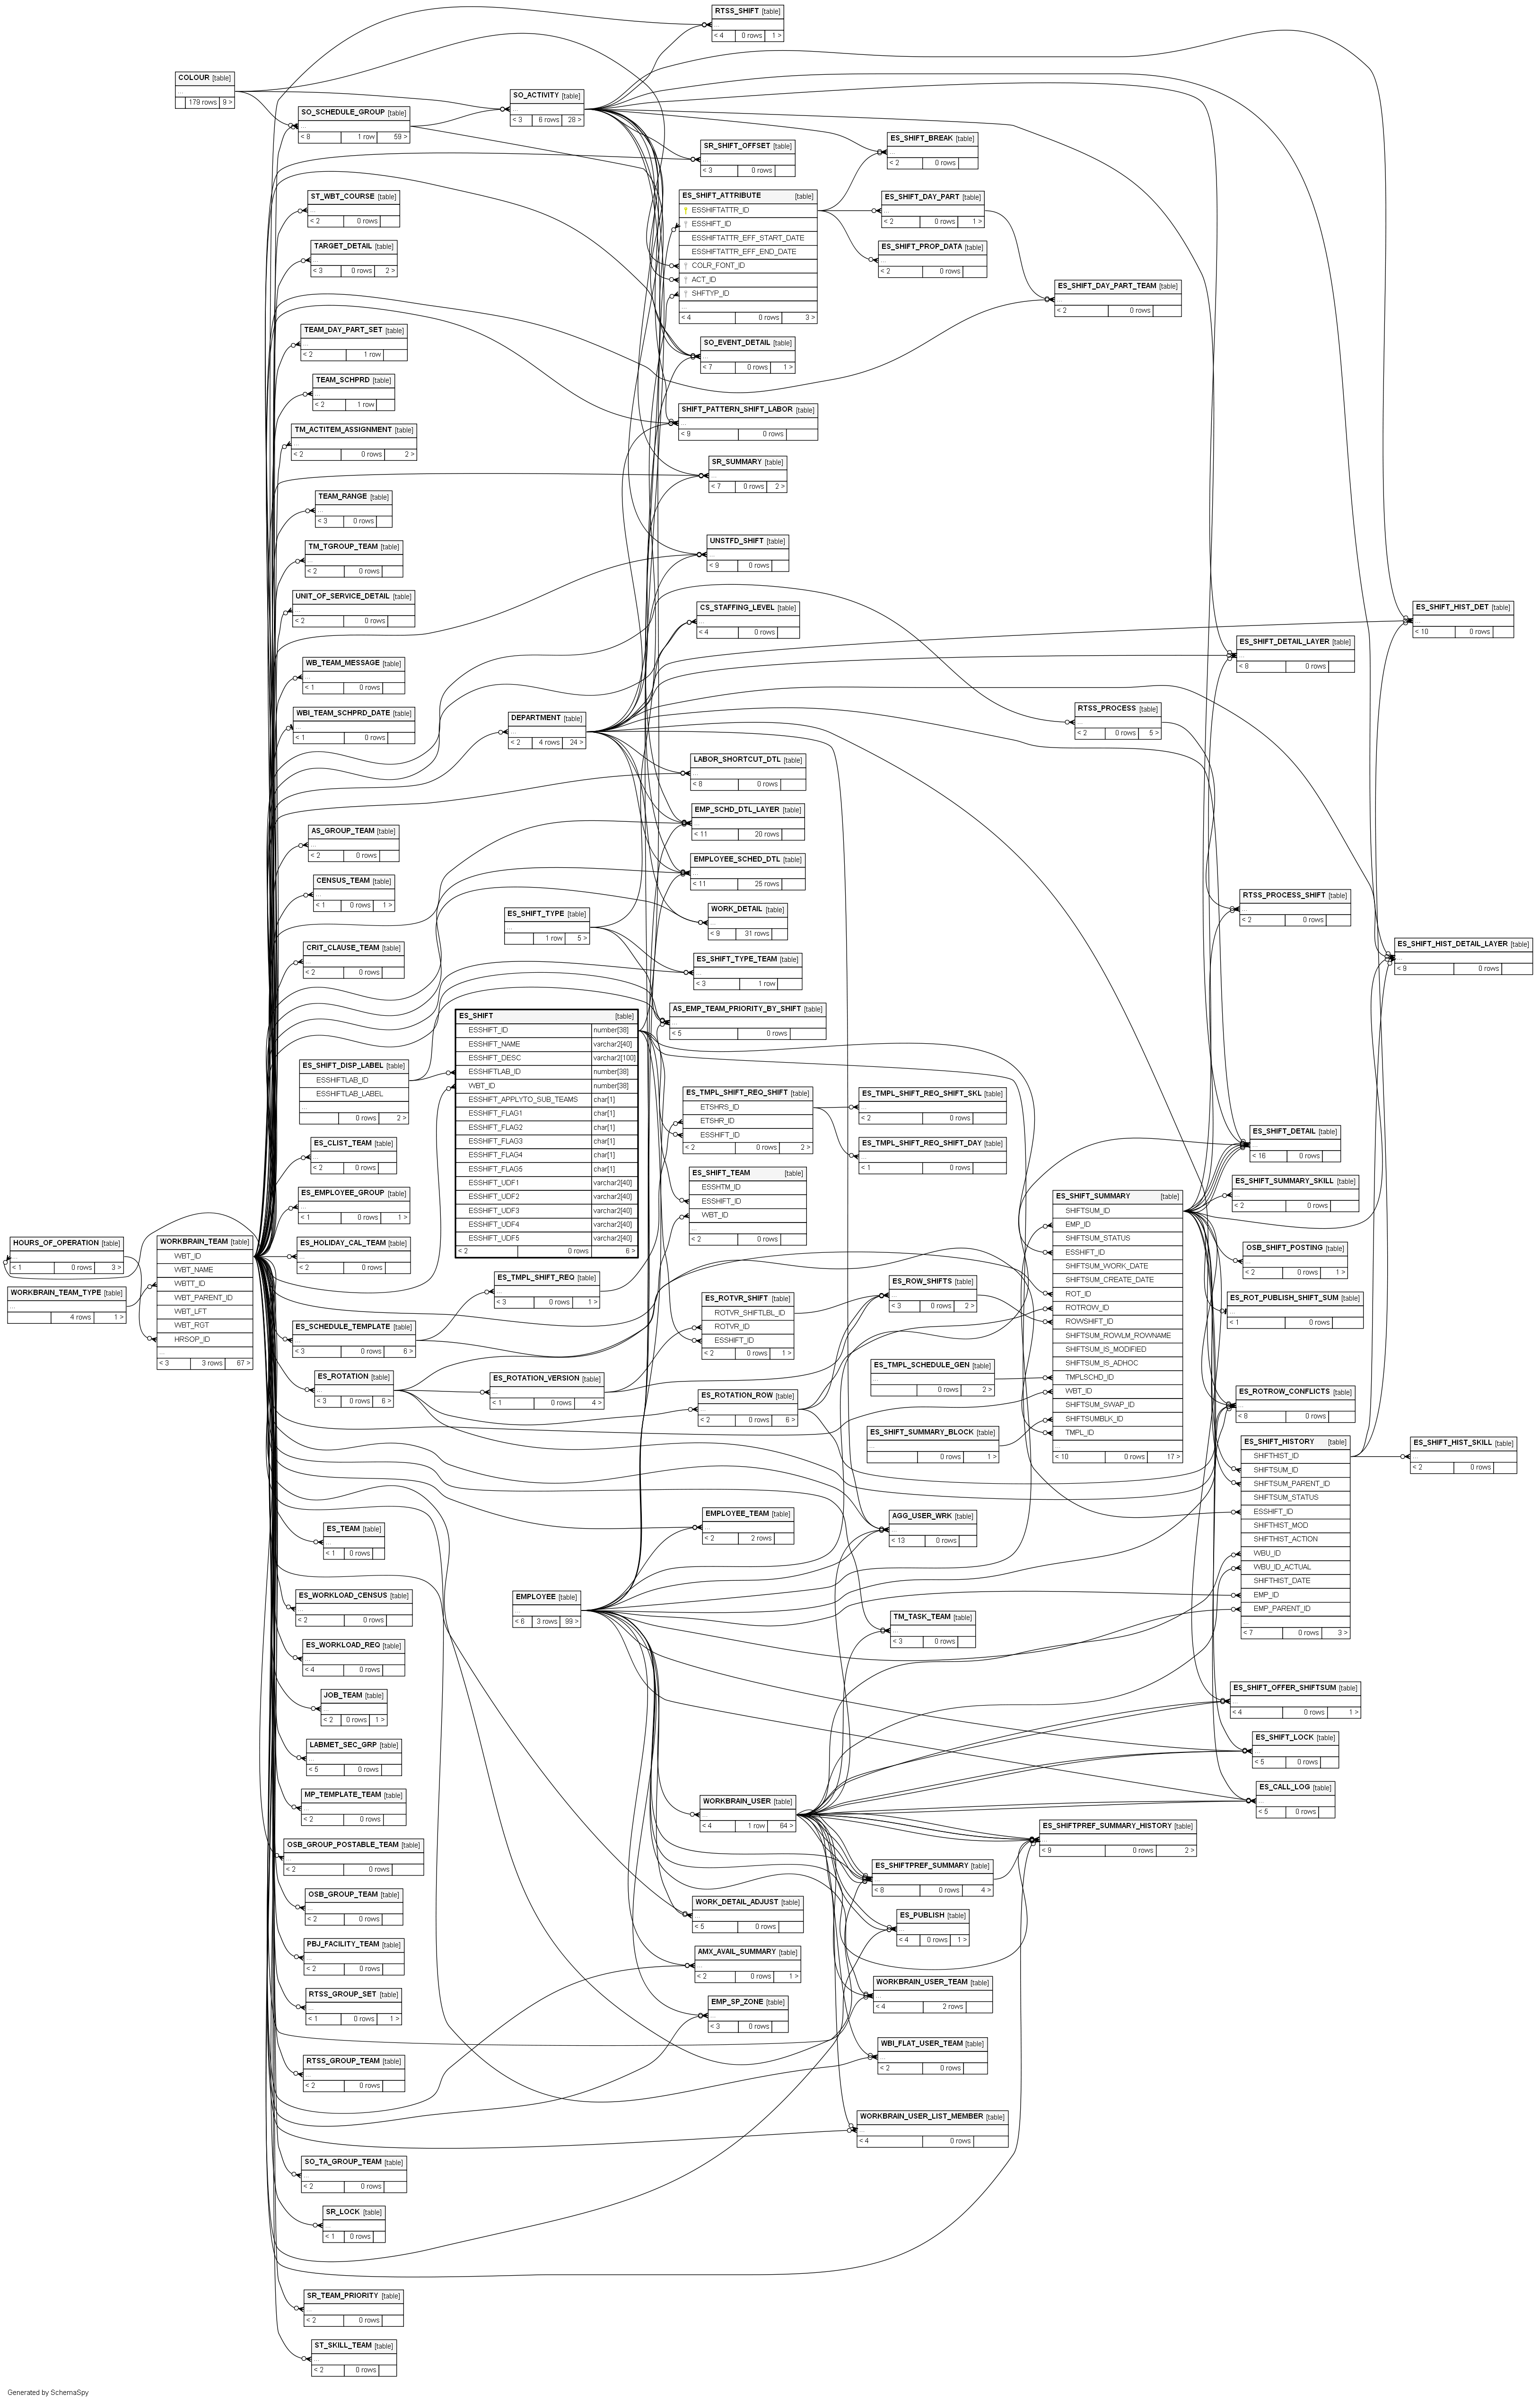 RTSS_SHIFT [table]
...
< 4 0 rows 1 >
COLOUR [table]
...
179 rows 9 >
SO_ACTIVITY [table]
...
< 3 6 rows 28 >
SO_SCHEDULE_GROUP [table]
...
< 8 1 row 59 >
SR_SHIFT_OFFSET [table]
...
< 3 0 rows
ES_SHIFT_BREAK [table]
...
< 2 0 rows
ST_WBT_COURSE [table]
...
< 2 0 rows
ES_SHIFT_ATTRIBUTE [table]
ESSHIFTATTR_ID
ESSHIFT_ID
ESSHIFTATTR_EFF_START_DATE
ESSHIFTATTR_EFF_END_DATE
COLR_FONT_ID
ACT_ID
SHFTYP_ID
...
< 4 0 rows 3 >
ES_SHIFT_DAY_PART [table]
...
< 2 0 rows 1 >
TARGET_DETAIL [table]
...
< 3 0 rows 2 >
ES_SHIFT_PROP_DATA [table]
...
< 2 0 rows
ES_SHIFT_DAY_PART_TEAM [table]
...
< 2 0 rows
TEAM_DAY_PART_SET [table]
...
< 2 1 row
SO_EVENT_DETAIL [table]
...
< 7 0 rows 1 >
TEAM_SCHPRD [table]
...
< 2 1 row
SHIFT_PATTERN_SHIFT_LABOR [table]
...
< 9 0 rows
TM_ACTITEM_ASSIGNMENT [table]
...
< 2 0 rows 2 >
SR_SUMMARY [table]
...
< 7 0 rows 2 >
TEAM_RANGE [table]
...
< 3 0 rows
UNSTFD_SHIFT [table]
...
< 9 0 rows
TM_TGROUP_TEAM [table]
...
< 2 0 rows
UNIT_OF_SERVICE_DETAIL [table]
...
< 2 0 rows
CS_STAFFING_LEVEL [table]
...
< 4 0 rows
ES_SHIFT_HIST_DET [table]
...
< 10 0 rows
ES_SHIFT_DETAIL_LAYER [table]
...
< 8 0 rows
WB_TEAM_MESSAGE [table]
...
< 1 0 rows
WBI_TEAM_SCHPRD_DATE [table]
...
< 1 0 rows
DEPARTMENT [table]
...
< 2 4 rows 24 >
RTSS_PROCESS [table]
...
< 2 0 rows 5 >
LABOR_SHORTCUT_DTL [table]
...
< 8 0 rows
EMP_SCHD_DTL_LAYER [table]
...
< 11 20 rows
AS_GROUP_TEAM [table]
...
< 2 0 rows
EMPLOYEE_SCHED_DTL [table]
...
< 11 25 rows
CENSUS_TEAM [table]
...
< 1 0 rows 1 >
RTSS_PROCESS_SHIFT [table]
...
< 2 0 rows
ES_SHIFT_TYPE [table]
...
1 row 5 >
WORK_DETAIL [table]
...
< 9 31 rows
CRIT_CLAUSE_TEAM [table]
...
< 2 0 rows
ES_SHIFT_HIST_DETAIL_LAYER [table]
...
< 9 0 rows
ES_SHIFT_TYPE_TEAM [table]
...
< 3 1 row
AS_EMP_TEAM_PRIORITY_BY_SHIFT [table]
...
< 5 0 rows
ES_SHIFT [table]
ESSHIFT_ID number[38]
ESSHIFT_NAME varchar2[40]
ESSHIFT_DESC varchar2[100]
ESSHIFTLAB_ID number[38]
WBT_ID number[38]
ESSHIFT_APPLYTO_SUB_TEAMS char[1]
ESSHIFT_FLAG1 char[1]
ESSHIFT_FLAG2 char[1]
ESSHIFT_FLAG3 char[1]
ESSHIFT_FLAG4 char[1]
ESSHIFT_FLAG5 char[1]
ESSHIFT_UDF1 varchar2[40]
ESSHIFT_UDF2 varchar2[40]
ESSHIFT_UDF3 varchar2[40]
ESSHIFT_UDF4 varchar2[40]
ESSHIFT_UDF5 varchar2[40]
< 2 0 rows 6 >
ES_SHIFT_DISP_LABEL [table]
ESSHIFTLAB_ID
ESSHIFTLAB_LABEL
...
0 rows 2 >
ES_TMPL_SHIFT_REQ_SHIFT [table]
ETSHRS_ID
ETSHR_ID
ESSHIFT_ID
< 2 0 rows 2 >
ES_TMPL_SHIFT_REQ_SHIFT_SKL [table]
...
< 2 0 rows
ES_TMPL_SHIFT_REQ_SHIFT_DAY [table]
...
< 1 0 rows
ES_SHIFT_DETAIL [table]
...
< 16 0 rows
ES_CLIST_TEAM [table]
...
< 2 0 rows
ES_SHIFT_TEAM [table]
ESSHTM_ID
ESSHIFT_ID
WBT_ID
...
< 2 0 rows
ES_SHIFT_SUMMARY_SKILL [table]
...
< 2 0 rows
ES_EMPLOYEE_GROUP [table]
...
< 1 0 rows 1 >
ES_SHIFT_SUMMARY [table]
SHIFTSUM_ID
EMP_ID
SHIFTSUM_STATUS
ESSHIFT_ID
SHIFTSUM_WORK_DATE
SHIFTSUM_CREATE_DATE
ROT_ID
ROTROW_ID
ROWSHIFT_ID
SHIFTSUM_ROWLM_ROWNAME
SHIFTSUM_IS_MODIFIED
SHIFTSUM_IS_ADHOC
TMPLSCHD_ID
WBT_ID
SHIFTSUM_SWAP_ID
SHIFTSUMBLK_ID
TMPL_ID
...
< 10 0 rows 17 >
HOURS_OF_OPERATION [table]
...
< 1 0 rows 3 >
WORKBRAIN_TEAM [table]
WBT_ID
WBT_NAME
WBTT_ID
WBT_PARENT_ID
WBT_LFT
WBT_RGT
HRSOP_ID
...
< 3 3 rows 67 >
ES_HOLIDAY_CAL_TEAM [table]
...
< 2 0 rows
OSB_SHIFT_POSTING [table]
...
< 2 0 rows 1 >
WORKBRAIN_TEAM_TYPE [table]
...
4 rows 1 >
ES_TMPL_SHIFT_REQ [table]
...
< 3 0 rows 1 >
ES_ROW_SHIFTS [table]
...
< 3 0 rows 2 >
ES_ROTVR_SHIFT [table]
ROTVR_SHIFTLBL_ID
ROTVR_ID
ESSHIFT_ID
< 2 0 rows 1 >
ES_ROT_PUBLISH_SHIFT_SUM [table]
...
< 1 0 rows
ES_SCHEDULE_TEMPLATE [table]
...
< 3 0 rows 6 >
ES_TMPL_SCHEDULE_GEN [table]
...
0 rows 2 >
ES_ROTATION [table]
...
< 3 0 rows 6 >
ES_ROTATION_VERSION [table]
...
< 1 0 rows 4 >
ES_ROTATION_ROW [table]
...
< 2 0 rows 6 >
ES_ROTROW_CONFLICTS [table]
...
< 8 0 rows
ES_SHIFT_SUMMARY_BLOCK [table]
...
0 rows 1 >
ES_SHIFT_HISTORY [table]
SHIFTHIST_ID
SHIFTSUM_ID
SHIFTSUM_PARENT_ID
SHIFTSUM_STATUS
ESSHIFT_ID
SHIFTHIST_MOD
SHIFTHIST_ACTION
WBU_ID
WBU_ID_ACTUAL
SHIFTHIST_DATE
EMP_ID
EMP_PARENT_ID
...
< 7 0 rows 3 >
ES_SHIFT_HIST_SKILL [table]
...
< 2 0 rows
EMPLOYEE_TEAM [table]
...
< 2 2 rows
AGG_USER_WRK [table]
...
< 13 0 rows
ES_TEAM [table]
...
< 1 0 rows
EMPLOYEE [table]
...
< 6 3 rows 99 >
ES_WORKLOAD_CENSUS [table]
...
< 2 0 rows
TM_TASK_TEAM [table]
...
< 3 0 rows
ES_WORKLOAD_REQ [table]
...
< 4 0 rows
ES_SHIFT_OFFER_SHIFTSUM [table]
...
< 4 0 rows 1 >
JOB_TEAM [table]
...
< 2 0 rows 1 >
ES_SHIFT_LOCK [table]
...
< 5 0 rows
LABMET_SEC_GRP [table]
...
< 5 0 rows
ES_CALL_LOG [table]
...
< 5 0 rows
MP_TEMPLATE_TEAM [table]
...
< 2 0 rows
WORKBRAIN_USER [table]
...
< 4 1 row 64 >
ES_SHIFTPREF_SUMMARY_HISTORY [table]
...
< 9 0 rows 2 >
OSB_GROUP_POSTABLE_TEAM [table]
...
< 2 0 rows
ES_SHIFTPREF_SUMMARY [table]
...
< 8 0 rows 4 >
OSB_GROUP_TEAM [table]
...
< 2 0 rows
WORK_DETAIL_ADJUST [table]
...
< 5 0 rows
ES_PUBLISH [table]
...
< 4 0 rows 1 >
PBJ_FACILITY_TEAM [table]
...
< 2 0 rows
AMX_AVAIL_SUMMARY [table]
...
< 2 0 rows 1 >
WORKBRAIN_USER_TEAM [table]
...
< 4 2 rows
RTSS_GROUP_SET [table]
...
< 1 0 rows 1 >
EMP_SP_ZONE [table]
...
< 3 0 rows
WBI_FLAT_USER_TEAM [table]
...
< 2 0 rows
RTSS_GROUP_TEAM [table]
...
< 2 0 rows
WORKBRAIN_USER_LIST_MEMBER [table]
...
< 4 0 rows
SO_TA_GROUP_TEAM [table]
...
< 2 0 rows
SR_LOCK [table]
...
< 1 0 rows
SR_TEAM_PRIORITY [table]
...
< 2 0 rows
ST_SKILL_TEAM [table]
...
< 2 0 rows
Generated by SchemaSpy